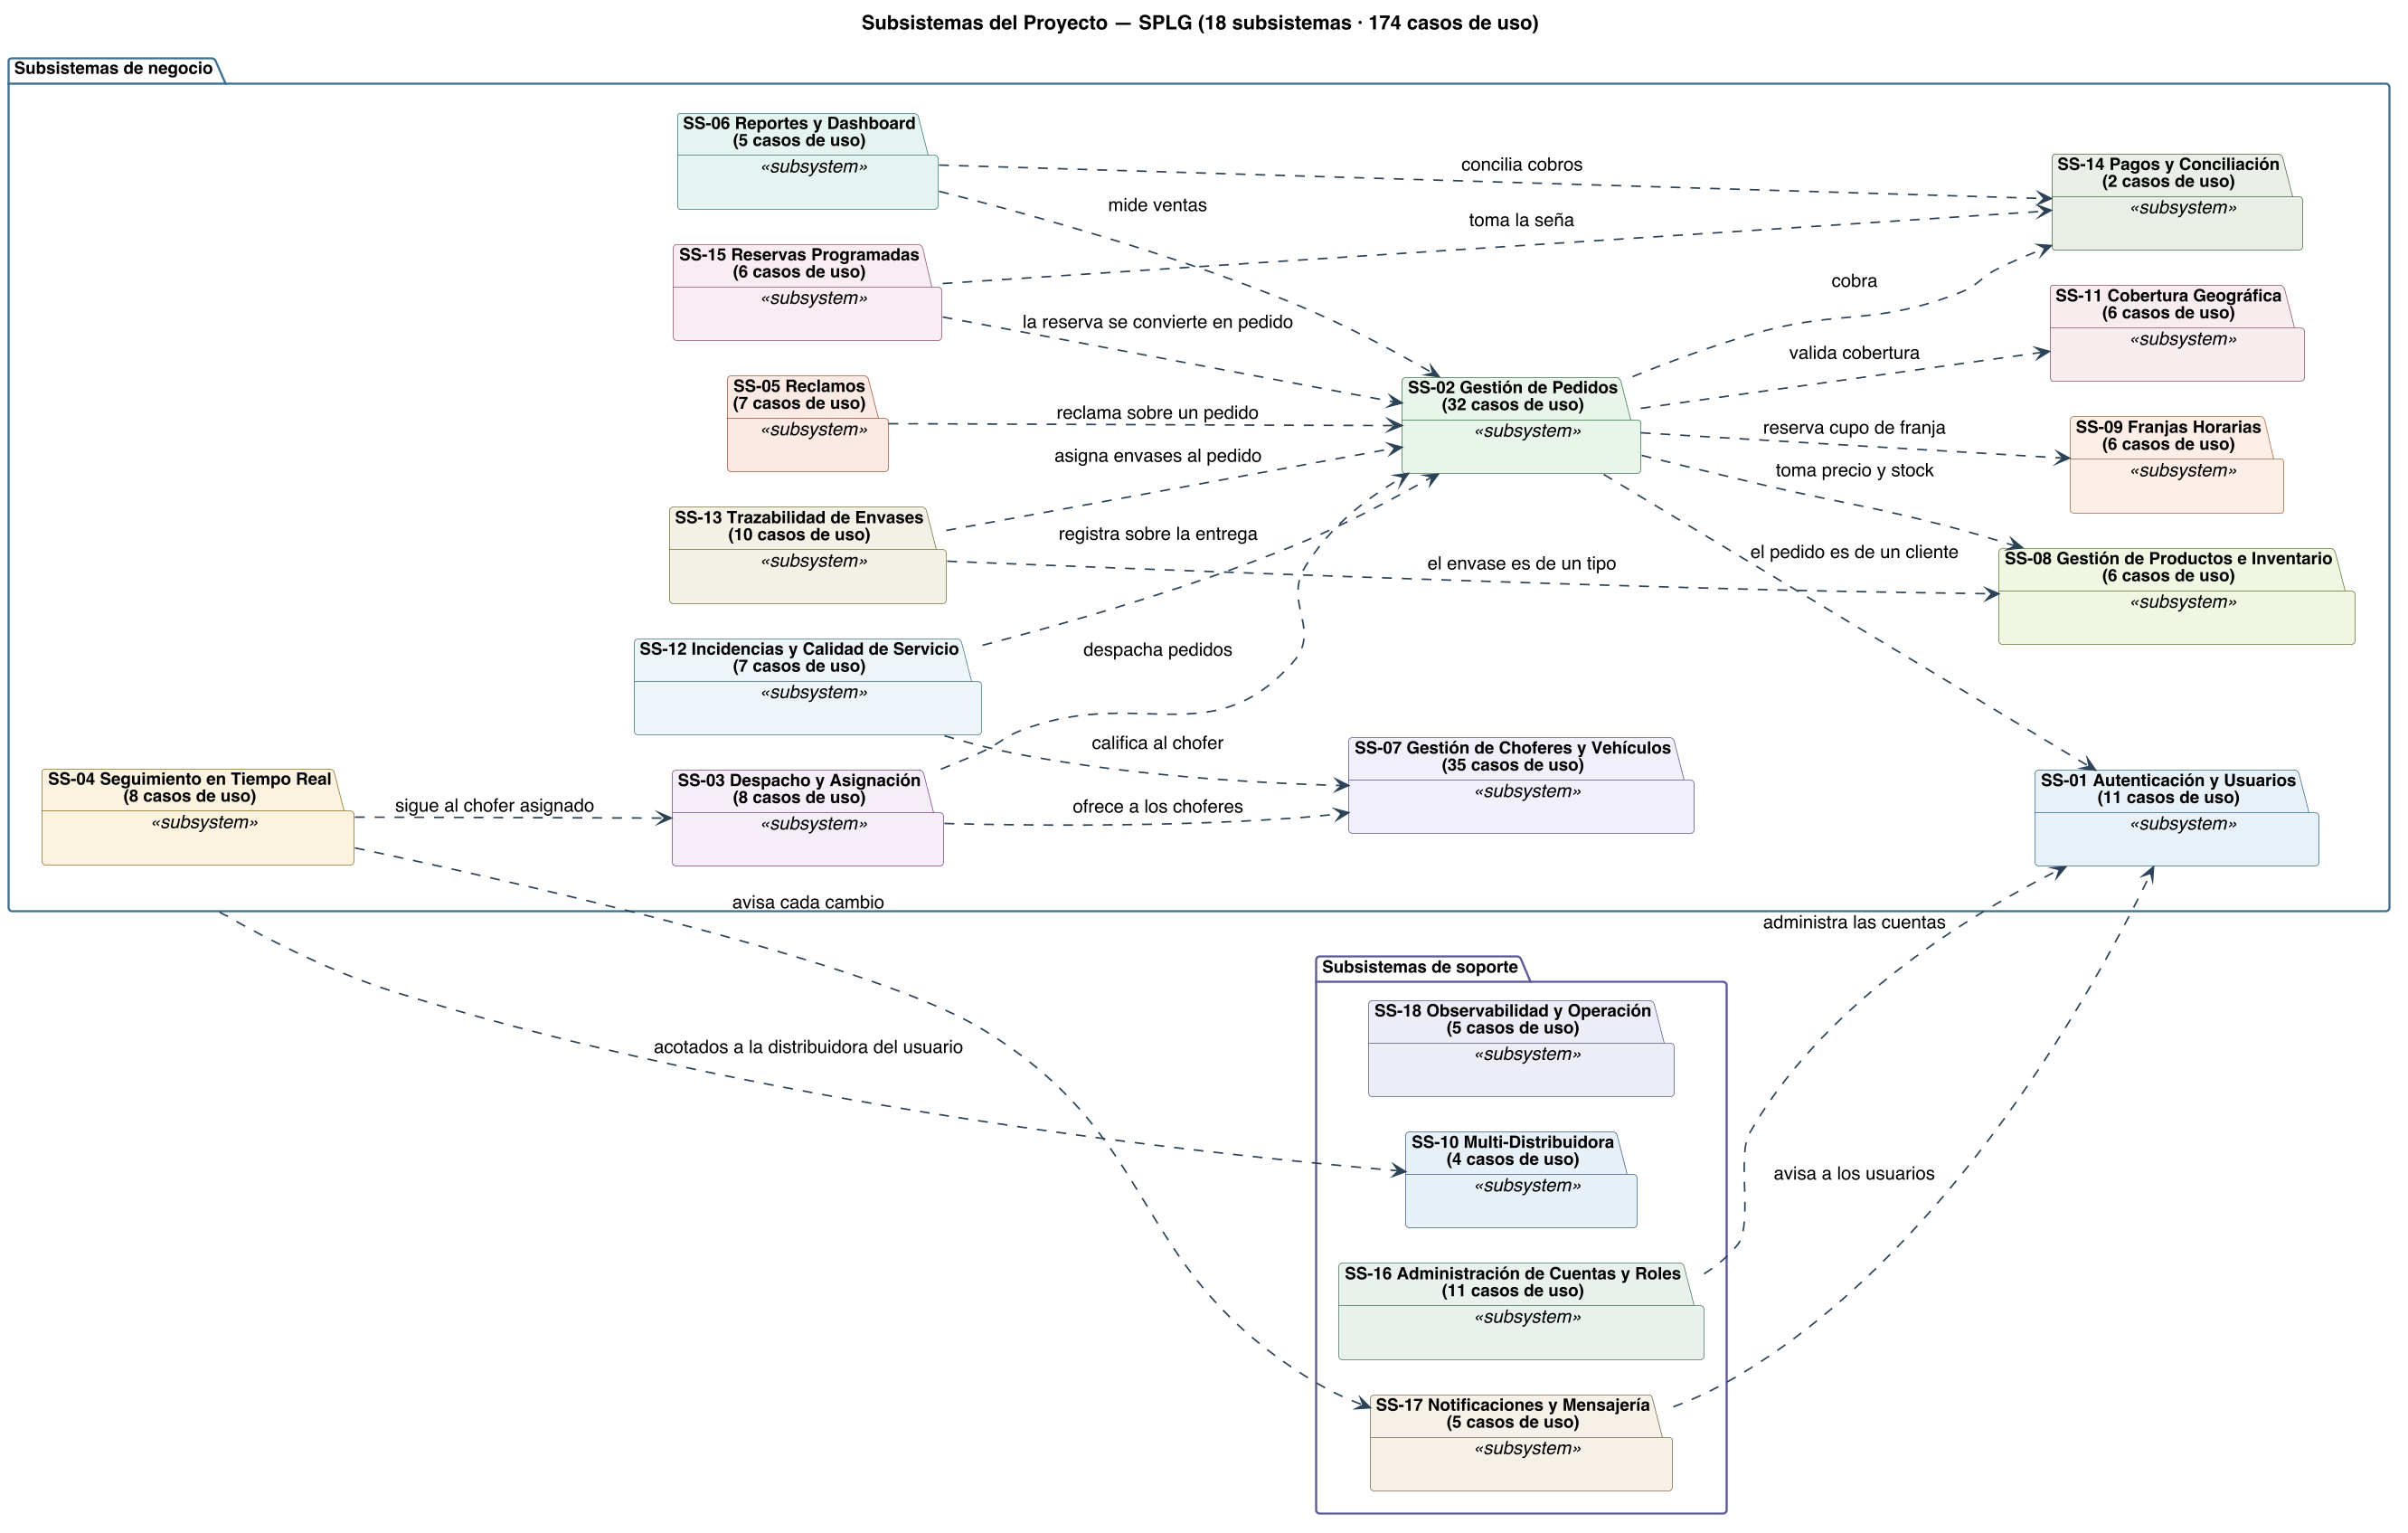 Subsistemas del Proyecto — SPLG (18 subsistemas · 174 casos de uso)
Subsistemas de negocio
SS-06 Reportes y Dashboard
(5 casos de uso)
«subsystem»
concilia cobros
mide ventas
SS-14 Pagos y Conciliación
(2 casos de uso)
«subsystem»
toma la seña
SS-15 Reservas Programadas
(6 casos de uso)
«subsystem»
la reserva se convierte en pedido
cobra
SS-11 Cobertura Geográfica
(6 casos de uso)
«subsystem»
valida cobertura
SS-05 Reclamos
(7 casos de uso)
«subsystem»
reclama sobre un pedido
SS-02 Gestión de Pedidos
(32 casos de uso)
«subsystem»
reserva cupo de franja
SS-09 Franjas Horarias
(6 casos de uso)
«subsystem»
asigna envases al pedido
toma precio y stock
SS-13 Trazabilidad de Envases
(10 casos de uso)
«subsystem»
registra sobre la entrega
el envase es de un tipo
el pedido es de un cliente
SS-08 Gestión de Productos e Inventario
(6 casos de uso)
«subsystem»
SS-12 Incidencias y Calidad de Servicio
(7 casos de uso)
«subsystem»
despacha pedidos
califica al chofer
SS-07 Gestión de Choferes y Vehículos
(35 casos de uso)
«subsystem»
SS-04 Seguimiento en Tiempo Real
(8 casos de uso)
«subsystem»
sigue al chofer asignado
SS-03 Despacho y Asignación
(8 casos de uso)
«subsystem»
ofrece a los choferes
SS-01 Autenticación y Usuarios
(11 casos de uso)
«subsystem»
avisa cada cambio
administra las cuentas
Subsistemas de soporte
SS-18 Observabilidad y Operación
(5 casos de uso)
«subsystem»
acotados a la distribuidora del usuario
SS-10 Multi-Distribuidora
(4 casos de uso)
«subsystem»
avisa a los usuarios
SS-16 Administración de Cuentas y Roles
(11 casos de uso)
«subsystem»
SS-17 Notificaciones y Mensajería
(5 casos de uso)
«subsystem»